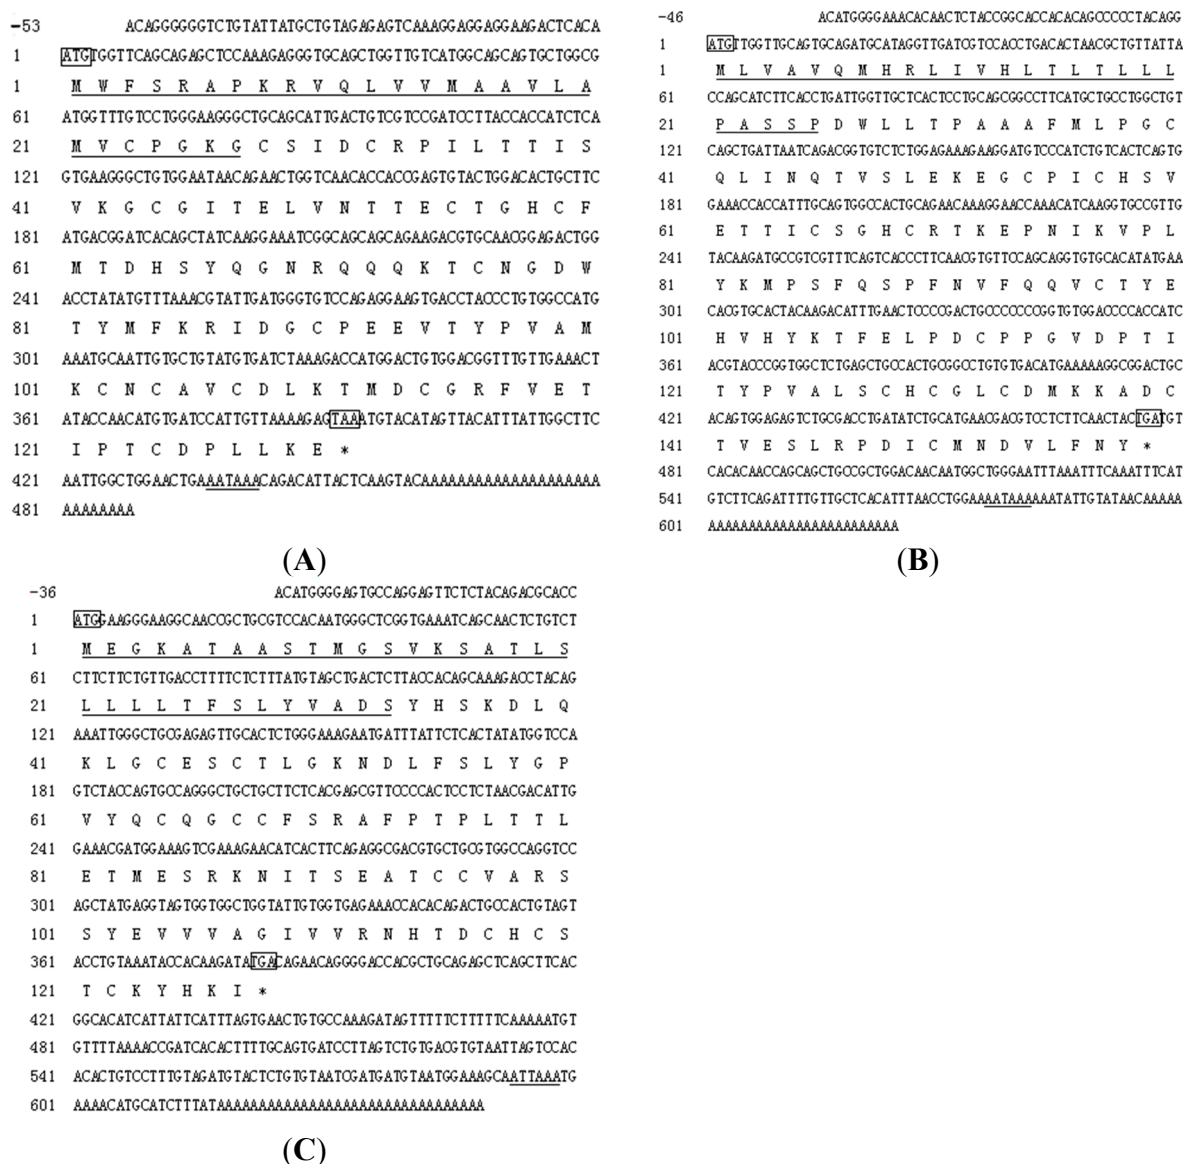 -53 ACAGGGGGGTCTGTATTATGCTGTAGAGAGTCAAAGGAGGAGGAAGACTCACA
1 ATGTGGTTCAGCAGAGCTCCAAAGAGGGTGCAGCTGGTTGTCATGGCAGCAGTGCTGGCG
1 M W F S R A P K R V Q L V V M A A V L A
61 ATGGTTTGTCCTGGGAAGGGCTGCAGCATTGACTGTCGTCCGATCCTTACCACCATCTCA
21 M V C P G K G C S I D C R P I L T T I S
121 GTGAAGGGCTGTGGAATAACAGAACTGGTCAACACCACCGAGTGTACTGGACACTGCTTC
41 V K G C G I T E L V N T T E C T G H C F
181 ATGACGGATCACAGCTATCAAGGAAATCGGCAGCAGCAGAAGACGTGCAACGGAGACTGG
61 M T D H S Y Q G N R Q Q Q K T C N G D W
241 ACCTATATGTTTAAACGTATTGATGGGTGTCCAGAGGAAGTGACCTACCCTGTGGCCATG
81 T Y M F K R I D G C P E E V T Y P V A M
301 AAATGCAATTGTGCTGTATGTGATCTAAAGACCATGGACTGTGGACGGTTTGTTGAAACT
101 K C N C A V C D L K T M D C G R F V E T
361 ATACCAACATGTGATCCATTGTTAAAAGAGTAAATGTACATAGTTACATTTATTGGCTTC
121 I P T C D P L L K E *
421 AATTGGCTGGAACTGAAATAAACAGACATTACTCAAGTACAAAAAAAAAAAAAAAAAAAA
481 AAAAAAAA
(A)
-46 ACATGGGGAAACACAACTCTACCGGCACCACACAGCCCCCTACAGG
1 ATGTTGGTTGCAGTGCAGATGCATAGGTTGATCGTCCACCTGACACTAACGCTGTTATTA
1 M L V A V Q M H R L I V H L T L T L L L
61 CCAGCATCTTCACCTGATTGGTTGCTCACTCCTGCAGCGGCCTTCATGCTGCCTGGCTGT
21 P A S S P D W L L T P A A A F M L P G C
121 CAGCTGATTAATCAGACGGTGTCTCTGGAGAAAGAAGGATGTCCCATCTGTCACTCAGTG
41 Q L I N Q T V S L E K E G C P I C H S V
181 GAAACCACCATTTGCAGTGGCCACTGCAGAACAAAGGAACCAAACATCAAGGTGCCGTTG
61 E T T I C S G H C R T K E P N I K V P L
241 TACAAGATGCCGTCGTTTCAGTCACCCTTCAACGTGTTCCAGCAGGTGTGCACATATGAA
81 Y K M P S F Q S P F N V F Q Q V C T Y E
301 CACGTGCACTACAAGACATTTGAACTCCCCGACTGCCCCCCCGGTGTGGACCCCACCATC
101 H V H Y K T F E L P D C P P G V D P T I
361 ACGTACCCGGTGGCTCTGAGCTGCCACTGCGGCCTGTGTGACATGAAAAAGGCGGACTGC
121 T Y P V A L S C H C G L C D M K K A D C
421 ACAGTGGAGAGTCTGCGACCTGATATCTGCATGAACGACGTCCTCTTCAACTACTGATGT
141 T V E S L R P D I C M N D V L F N Y *
481 CACACAACCAGCAGCTGCCGCTGGACAACAATGGCTGGGAATTTAAATTTCAAATTTCAT
541 GTCTTCAGATTTTGTTGCTCACATTTAACCTGGAAAATAAAAAATATTGTATAACAAAAA
601 AAAAAAAAAAAAAAAAAAAAAAA
(B)
-36 ACATGGGGAGTGCCAGGAGTTCTCTACAGACGCACC
1 ATGGAAGGGAAGGCAACCGCTGCGTCCACAATGGGCTCGGTGAAATCAGCAACTCTGTCT
1 M E G K A T A A S T M G S V K S A T L S
61 CTTCTTCTGTTGACCTTTTCTCTTTATGTAGCTGACTCTTACCACAGCAAAGACCTACAG
21 L L L L T F S L Y V A D S Y H S K D L Q
121 AAATTGGGCTGCGAGAGTTGCACTCTGGGAAAGAATGATTTATTCTCACTATATGGTCCA
41 K L G C E S C T L G K N D L F S L Y G P
181 GTCTACCAGTGCCAGGGCTGCTGCTTCTCACGAGCGTTCCCCACTCCTCTAACGACATTG
61 V Y Q C Q G C C F S R A F P T P L T T L
241 GAAACGATGGAAAGTCGAAAGAACATCACTTCAGAGGCGACGTGCTGCGTGGCCAGGTCC
81 E T M E S R K N I T S E A T C C V A R S
301 AGCTATGAGGTAGTGGTGGCTGGTATTGTGGTGAGAAACCACACAGACTGCCACTGTAGT
101 S Y E V V V A G I V V R N H T D C H C S
361 ACCTGTAAATACCACAAGATATGACAGAACAGGGGACCACGCTGCAGAGCTCAGCTTCAC
121 T C K Y H K I *
421 GGCACATCATTATTCATTTAGTGAACTGTGCCAAAGATAGTTTTTCTTTTTCAAAAATGT
481 GTTTTAAAACCGATCACACTTTTGCAGTGATCCTTAGTCTGTGACGTGTAATTAGTCCAC
541 ACACTGTCCTTTGTAGATGTACTCTGTGTAATCGATGATGTAATGGAAAGCAATTAAATG
601 AAAACATGCATCTTTATAAAAAAAAAAAAAAAAAAAAAAAAAAAAAAAA
(C)